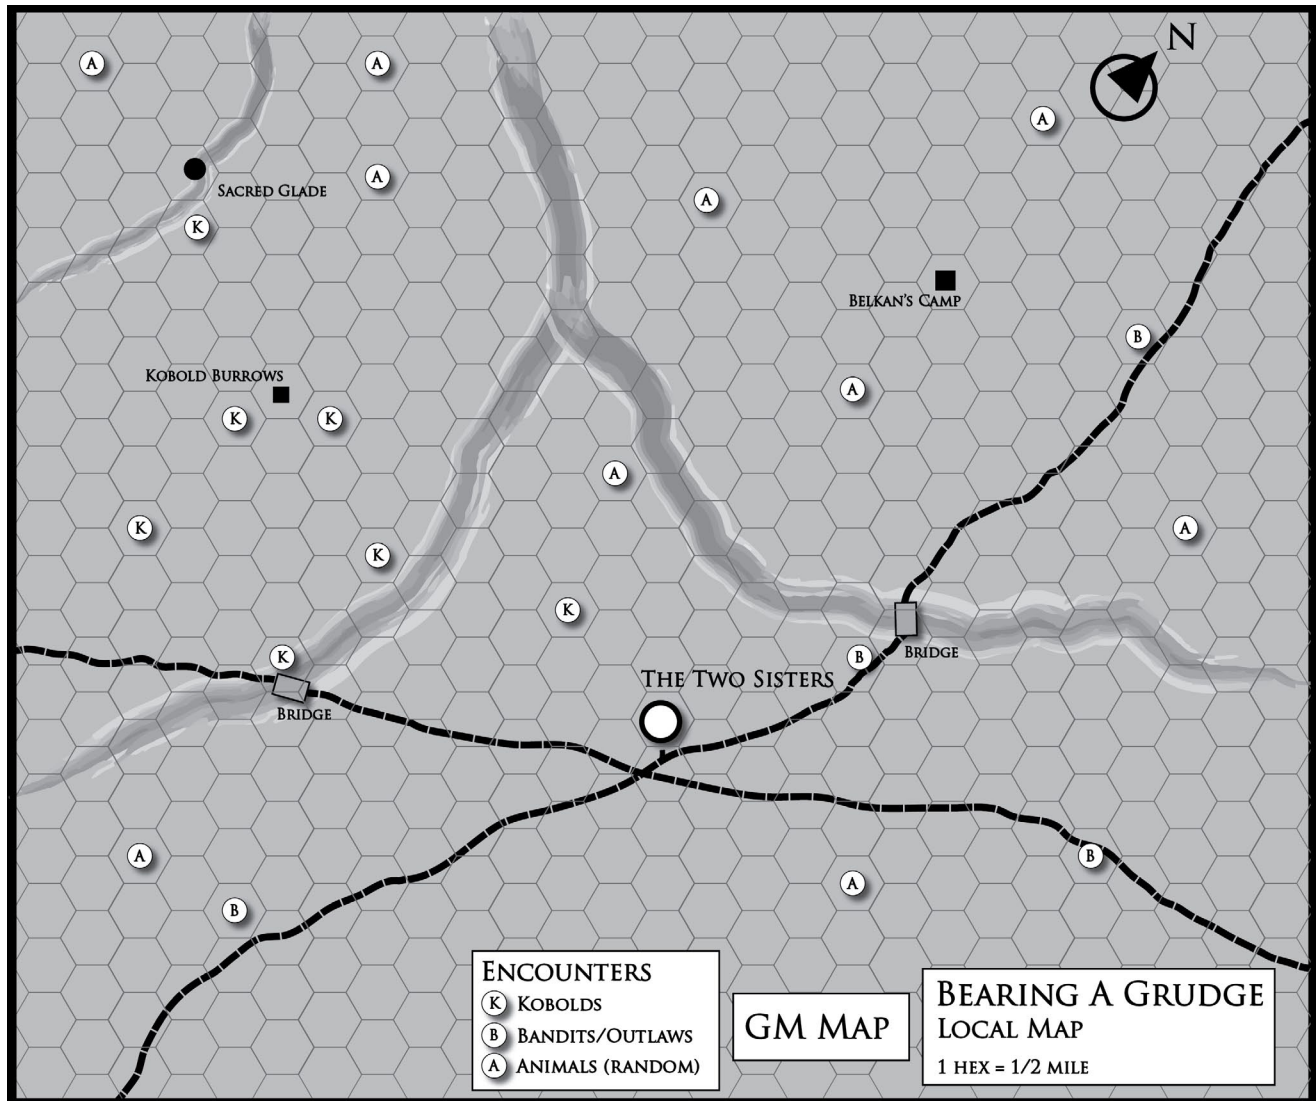 N
A
A
A
SACRED GLADE
A
A
K
BELKAN'S CAMP
B
KOBOLD BURROWS
A
K
K
A
K
A
K
K
BRIDGE
K
B
THE TWO SISTERS
BRIDGE
A
B
A
B
ENCOUNTERS
K KOBOLDS
B BANDITS/OUTLAWS
A ANIMALS (RANDOM)
GM MAP
BEARING A GRUDGE
LOCAL MAP
1 HEX = 1/2 MILE